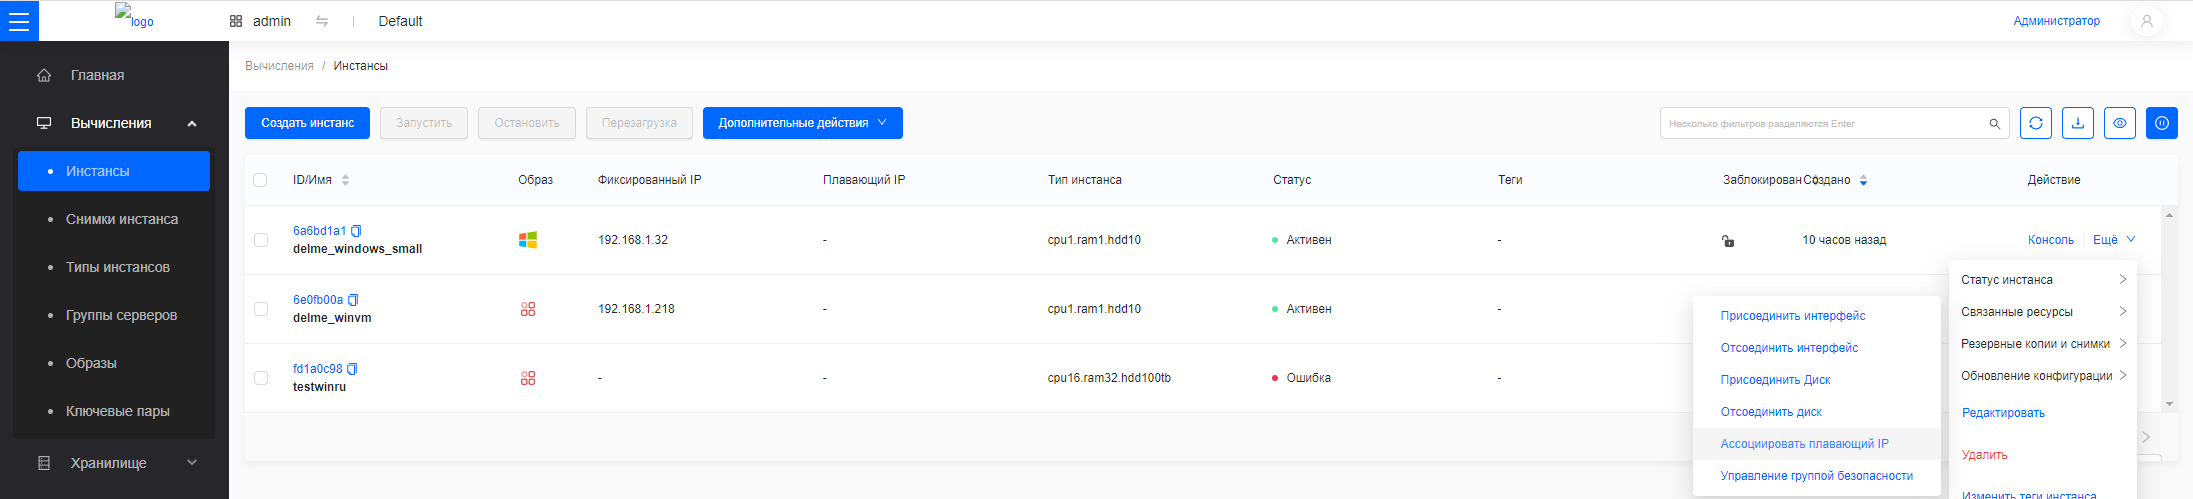 logo
admin
Default
Администратор
Главная
Вычисления
Инстансы
Снимки инстанса
Типы инстансов
Группы серверов
Образы
Ключевые пары
Хранилище
Вычисления / Инстансы
Создать инстанс
Запустить
Остановить
Перезагрузка
Дополнительные действия
Несколько фильтров разделяются Enter
ID/Имя Образ Фиксированный IP Плавающий IP Тип инстанса Статус Теги Заблокирован Создано Действие
6a6bd1a1
delme_windows_small
192.168.1.32 - cpu1.ram1.hdd10 Активен - 10 часов назад Консоль Ещё
6e0fb00a
delme_winvm
192.168.1.218 - cpu1.ram1.hdd10 Активен -
fd1a0c98
testwinru
- - cpu16.ram32.hdd100tb Ошибка -
Присоединить интерфейс
Отсоединить интерфейс
Присоединить Диск
Отсоединить диск
Ассоциировать плавающий IP
Управление группой безопасности
Статус инстанса
Связанные ресурсы
Резервные копии и снимки
Обновление конфигурации
Редактировать
Удалить
Изменить теги инстанса